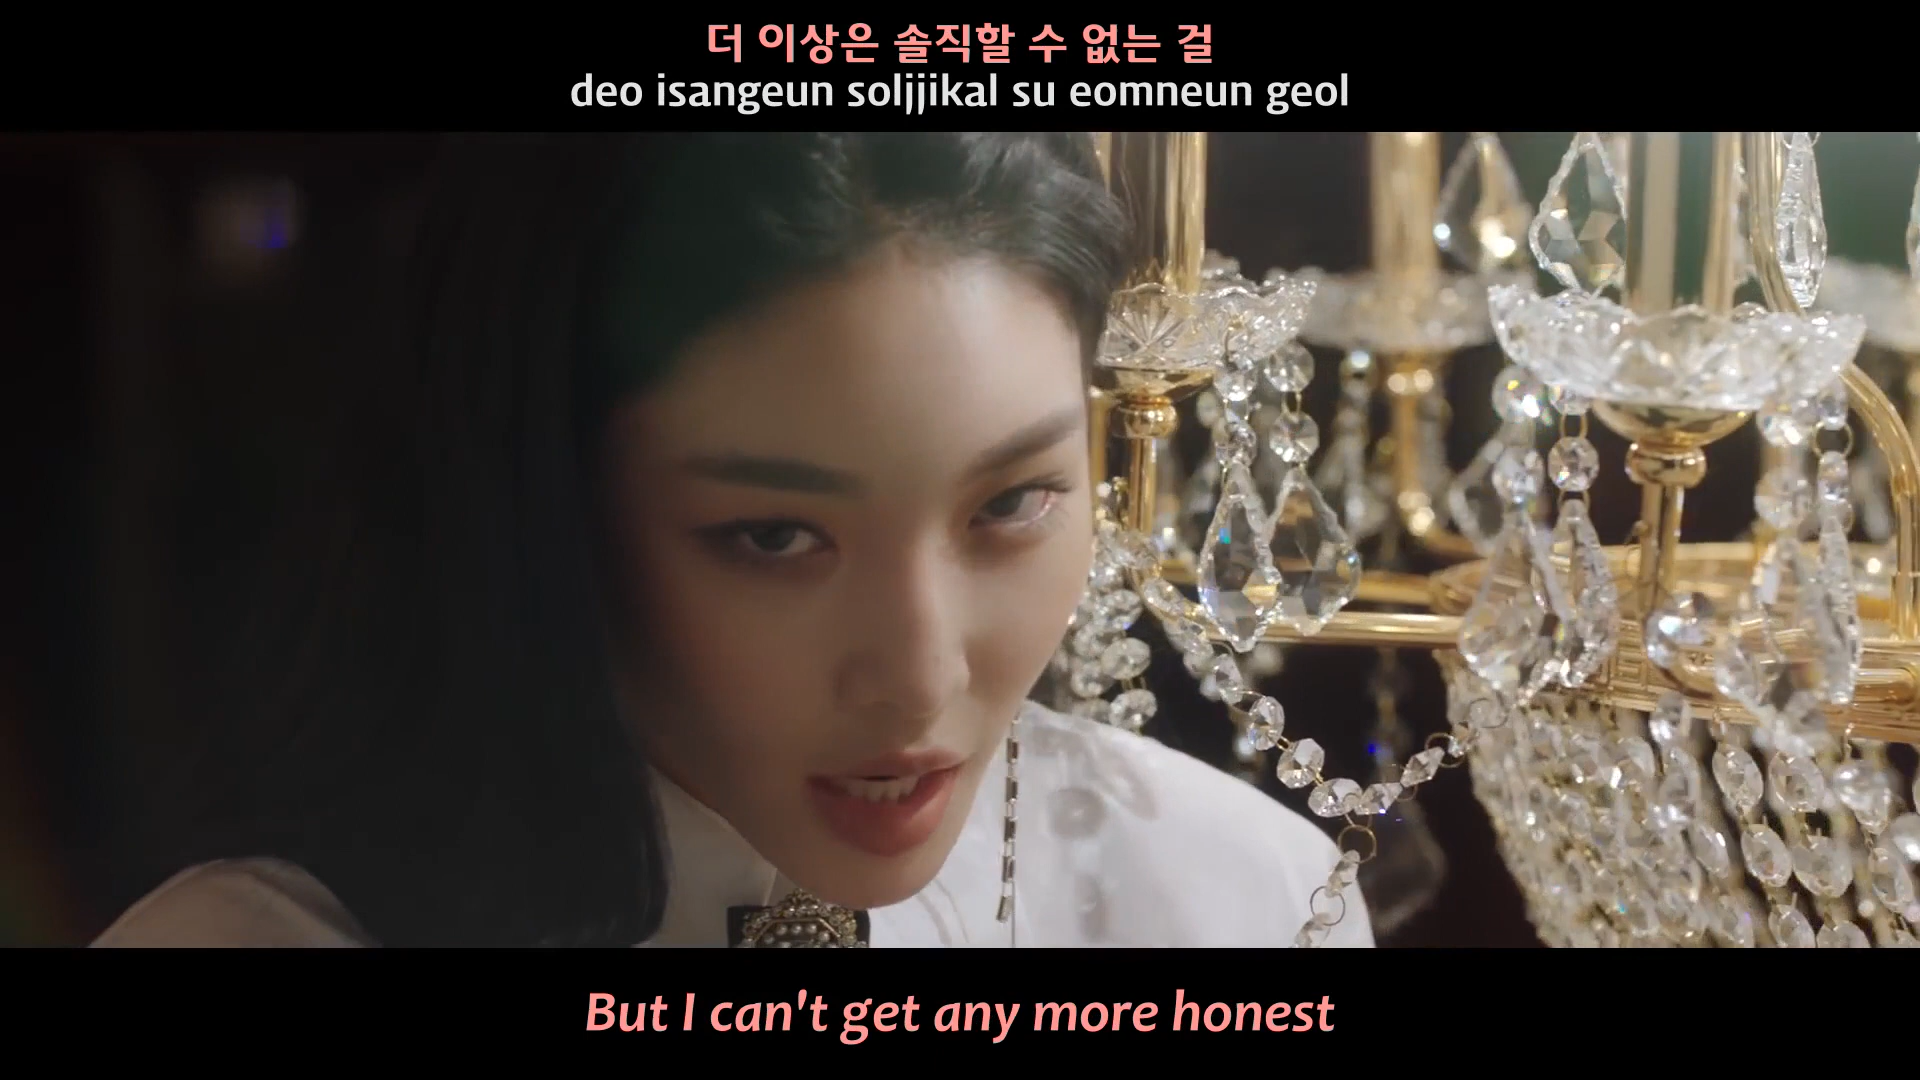 더 이상은 솔직할 수 없는 걸
deo isangeun soljjikal su eomneun geol
But I can't get any more honest